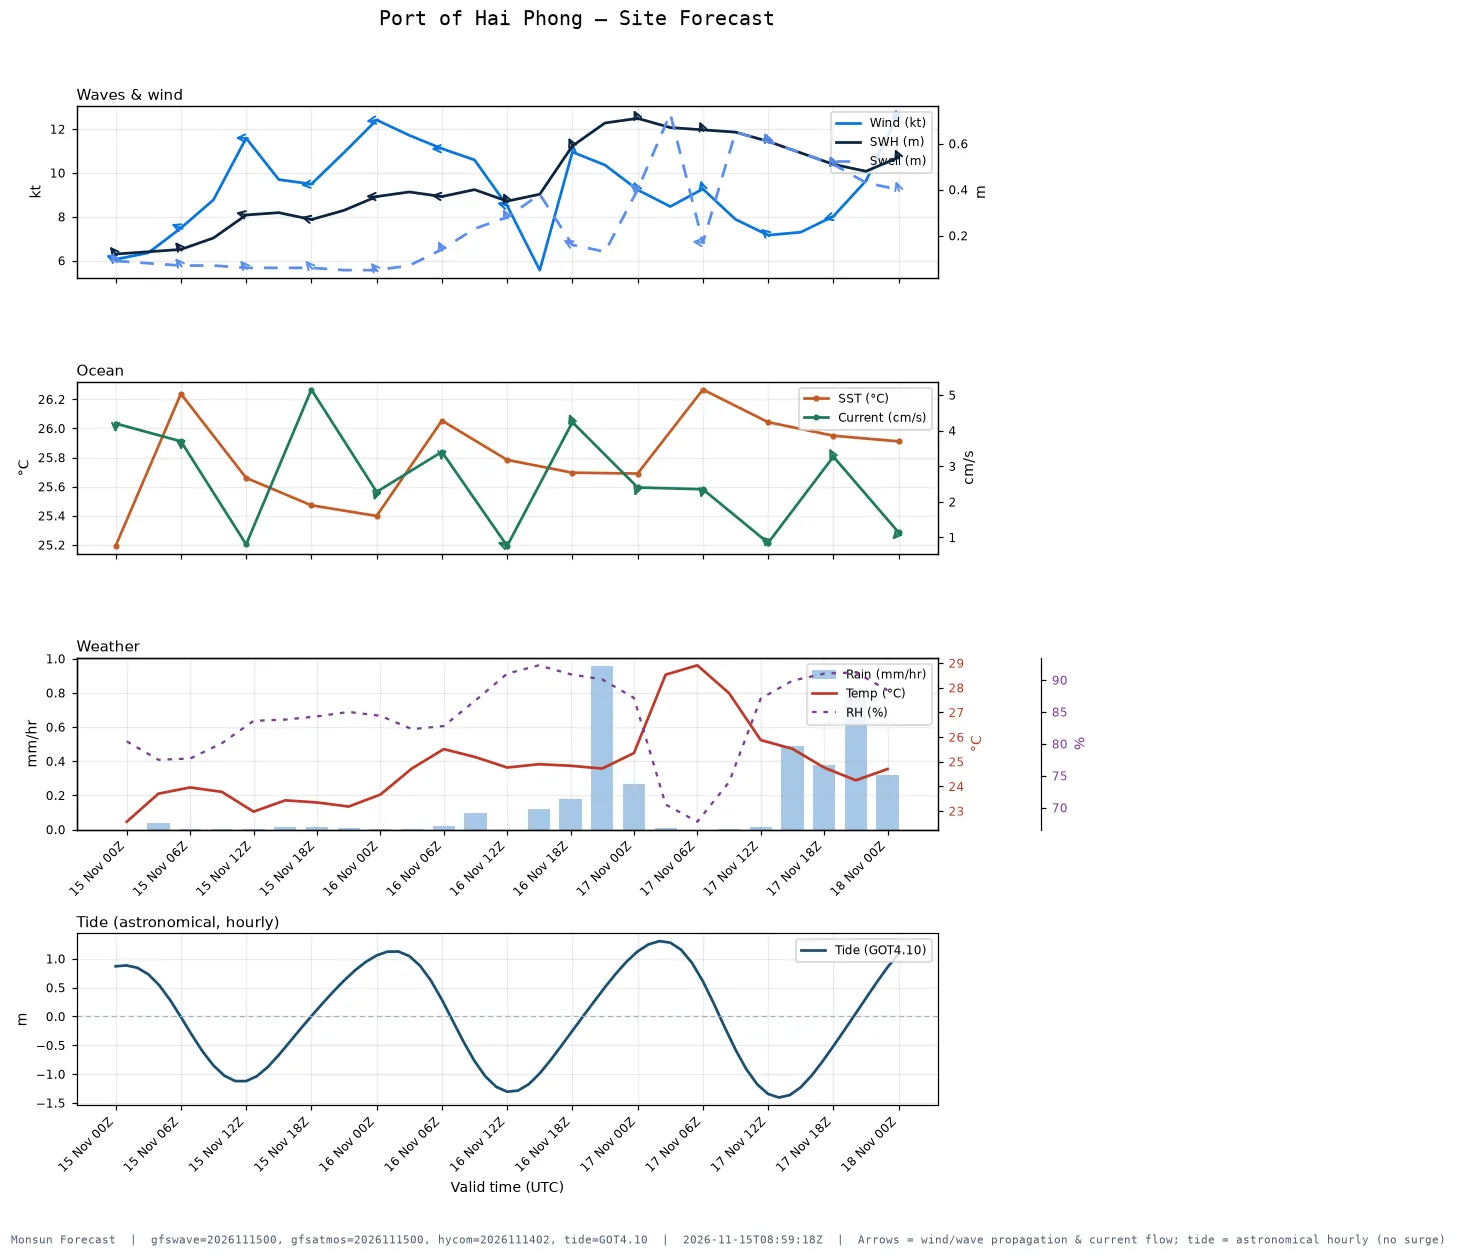 Port of Hai Phong — Site Forecast
Waves & wind
12
10
8
6
kt
0.6
0.4
0.2
m
Wind (kt)
SWH (m)
Swell (m)
Ocean
26.2
26.0
25.8
25.6
25.4
25.2
°C
5
4
3
2
1
cm/s
SST (°C)
Current (cm/s)
Weather
1.0
0.8
0.6
0.4
0.2
0.0
mm/hr
29
28
27
26
25
24
23
°C
90
85
80
75
70
%
Rain (mm/hr)
Temp (°C)
RH (%)
15 Nov 00Z
15 Nov 06Z
15 Nov 12Z
15 Nov 18Z
16 Nov 00Z
16 Nov 06Z
16 Nov 12Z
16 Nov 18Z
17 Nov 00Z
17 Nov 06Z
17 Nov 12Z
17 Nov 18Z
18 Nov 00Z
Tide (astronomical, hourly)
1.0
0.5
0.0
−0.5
−1.0
−1.5
m
Tide (GOT4.10)
15 Nov 00Z
15 Nov 06Z
15 Nov 12Z
15 Nov 18Z
16 Nov 00Z
16 Nov 06Z
16 Nov 12Z
16 Nov 18Z
17 Nov 00Z
17 Nov 06Z
17 Nov 12Z
17 Nov 18Z
18 Nov 00Z
Valid time (UTC)
Monsun Forecast | gfswave=2026111500, gfsatmos=2026111500, hycom=2026111402, tide=GOT4.10 | 2026-11-15T08:59:18Z | Arrows = wind/wave propagation & current flow; tide = astronomical hourly (no surge)